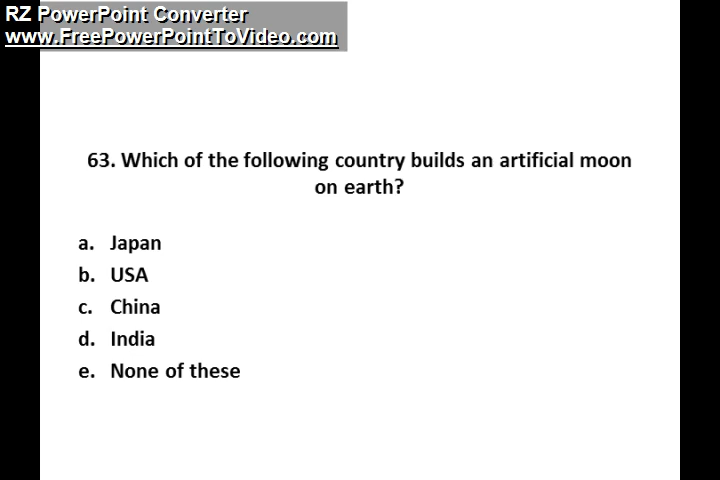 RZ PowerPoint Converter
www.FreePowerPointToVideo.com
63. Which of the following country builds an artificial moon
on earth?
a. Japan
b. USA
c. China
d. India
e. None of these